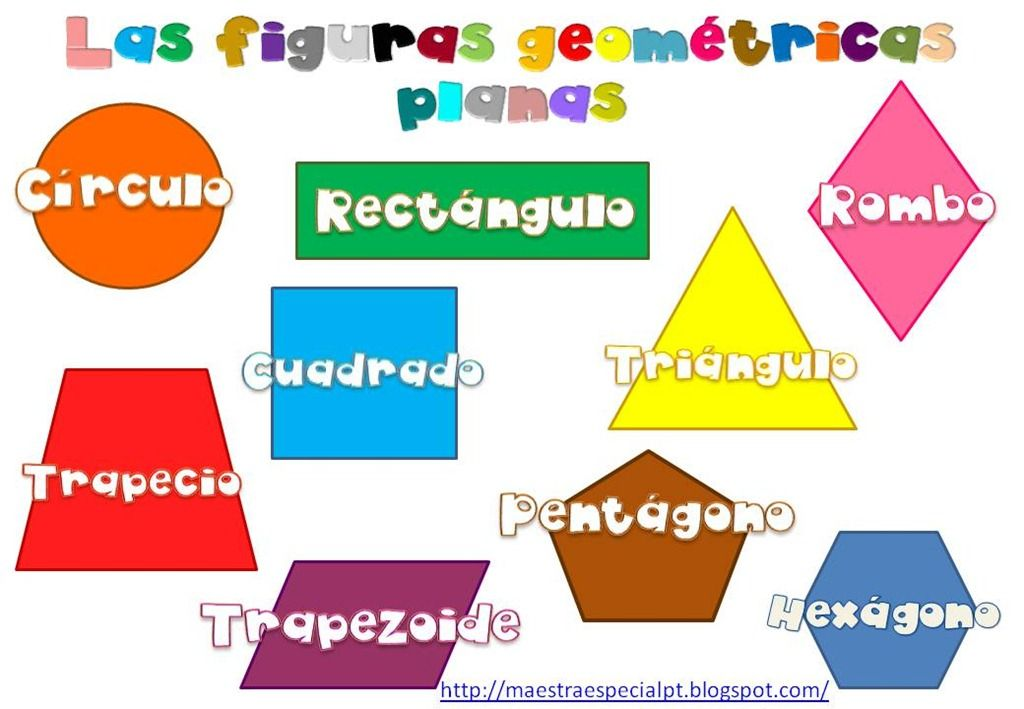 Las figuras geométricas
planas
Círculo
Rectángulo
Rombo
Cuadrado
Triángulo
Trapecio
Pentágono
Trapezoide
Hexágono
http://maestraespecialpt.blogspot.com/